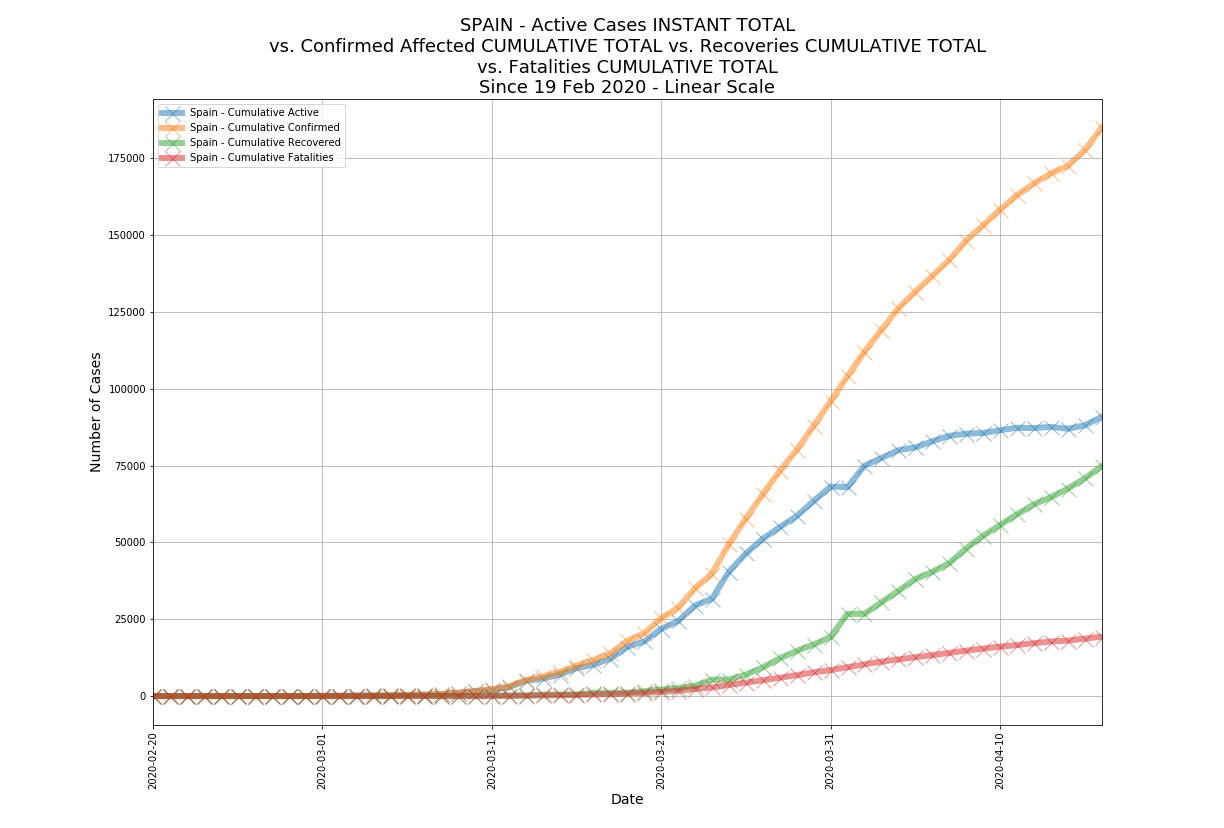 SPAIN - Active Cases INSTANT TOTAL
vs. Confirmed Affected CUMULATIVE TOTAL vs. Recoveries CUMULATIVE TOTAL
vs. Fatalities CUMULATIVE TOTAL
Since 19 Feb 2020 - Linear Scale
Spain - Cumulative Active
Spain - Cumulative Confirmed
Spain - Cumulative Recovered
Spain - Cumulative Fatalities
175000
150000
125000
100000
75000
50000
25000
0
Number of Cases
2020-02-20
2020-03-01
2020-03-11
2020-03-21
2020-03-31
2020-04-10
Date